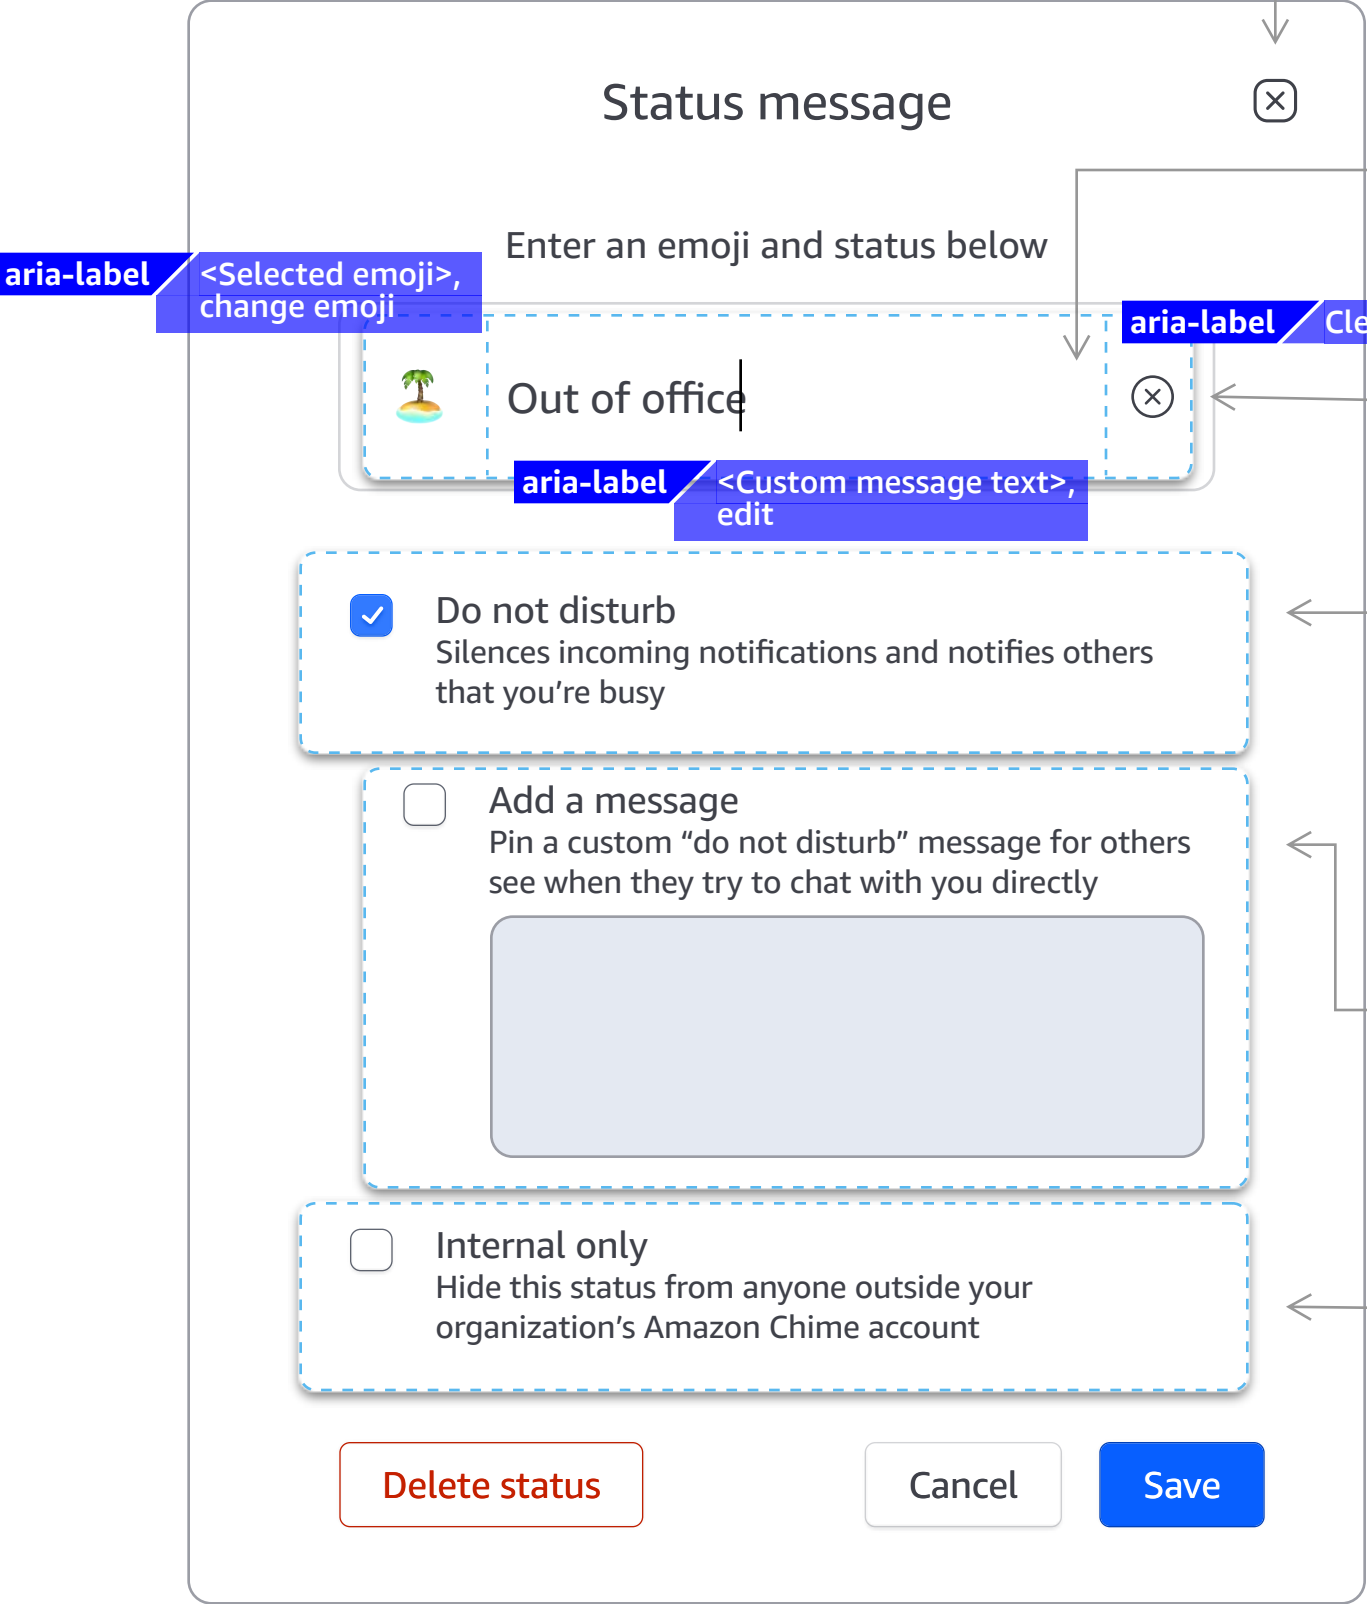 Status message
Enter an emoji and status below
aria-label
<Selected emoji>,
change emoji
aria-label
Out of office
aria-label
<Custom message text>,
edit
Do not disturb
Silences incoming notifications and notifies others
that you’re busy
Add a message
Pin a custom “do not disturb” message for others
see when they try to chat with you directly
Internal only
Hide this status from anyone outside your
organization’s Amazon Chime account
Delete status
Cancel
Save